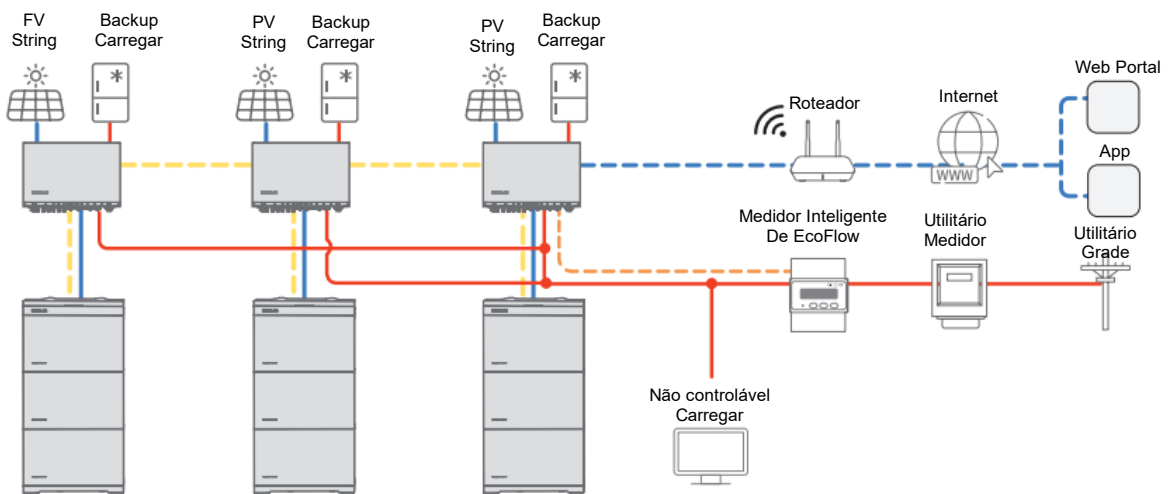 FV
String
Backup
Carregar
PV
String
Backup
Carregar
PV
String
Backup
Carregar
Roteador
Internet
WWW
Web Portal
App
Medidor Inteligente
De EcoFlow
Utilitário
Medidor
Utilitário
Grade
Não controlável
Carregar